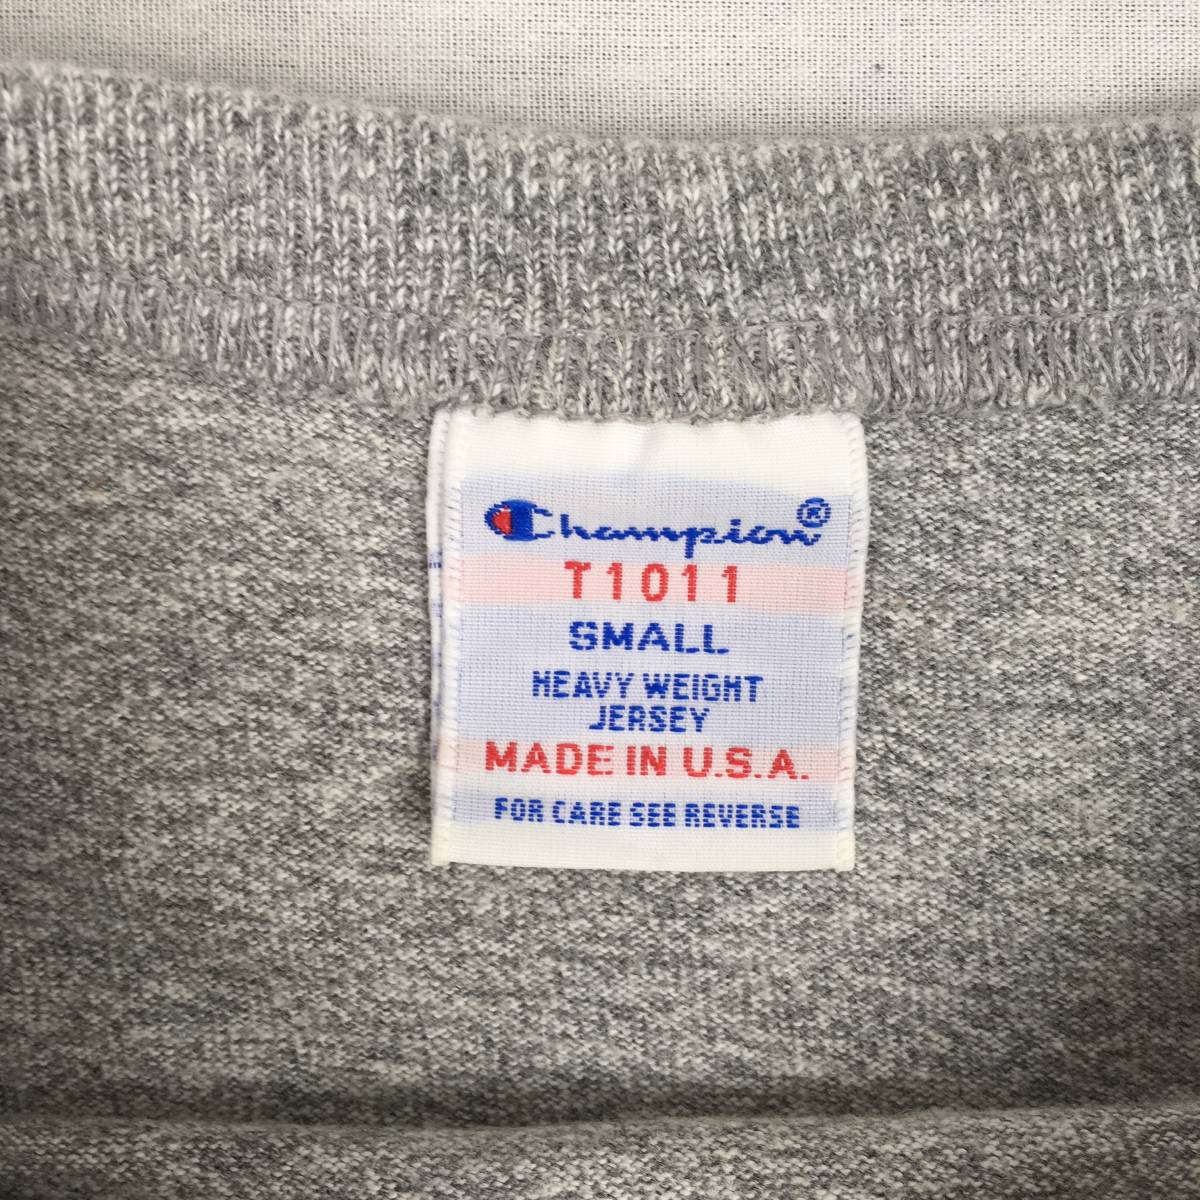 Champion®
T1011
SMALL
HEAVY WEIGHT
JERSEY
MADE IN U.S.A.
FOR CARE SEE REVERSE